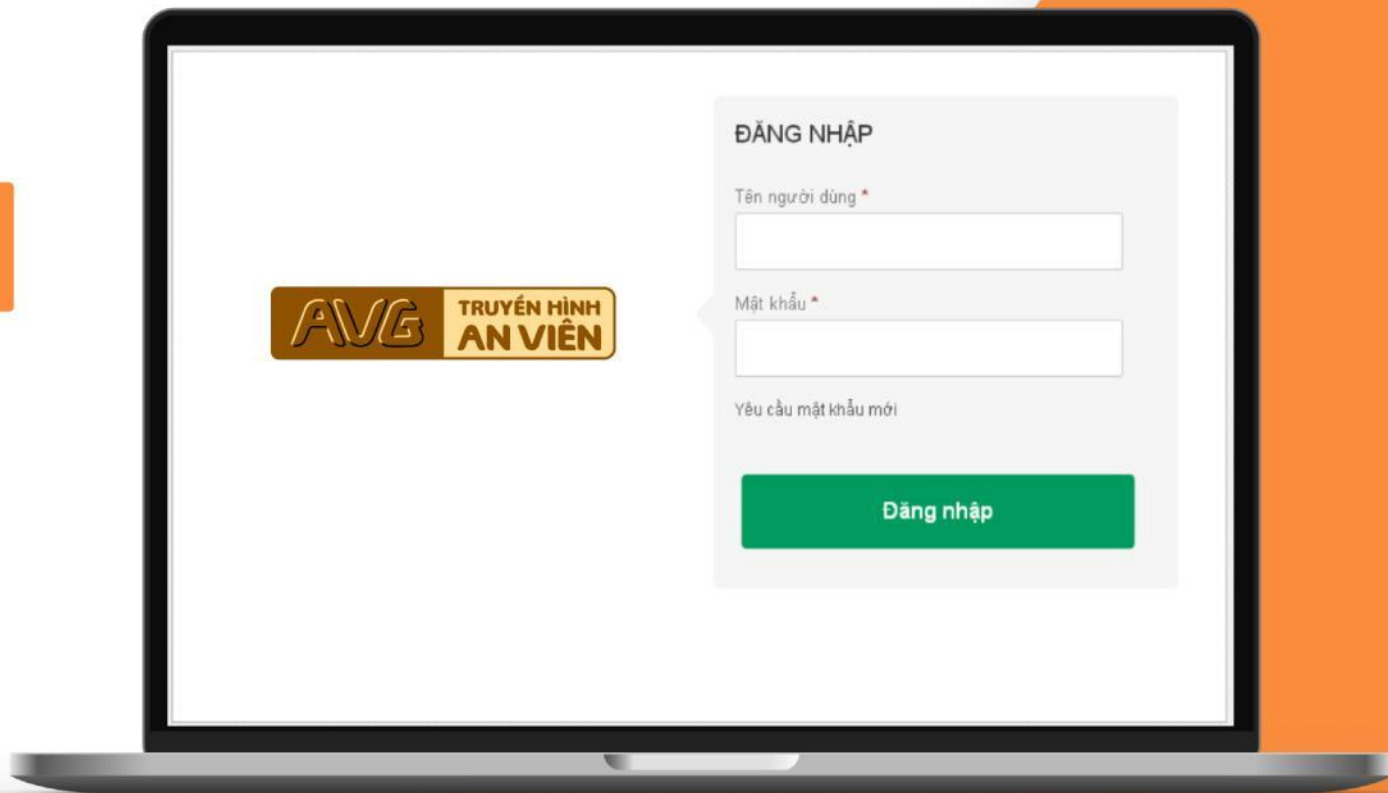 ĐĂNG NHẬP
Tên người dùng *
AVG TRUYỀN HÌNH
AN VIÊN
Mật khẩu *
Yêu cầu mật khẩu mới
Đăng nhập